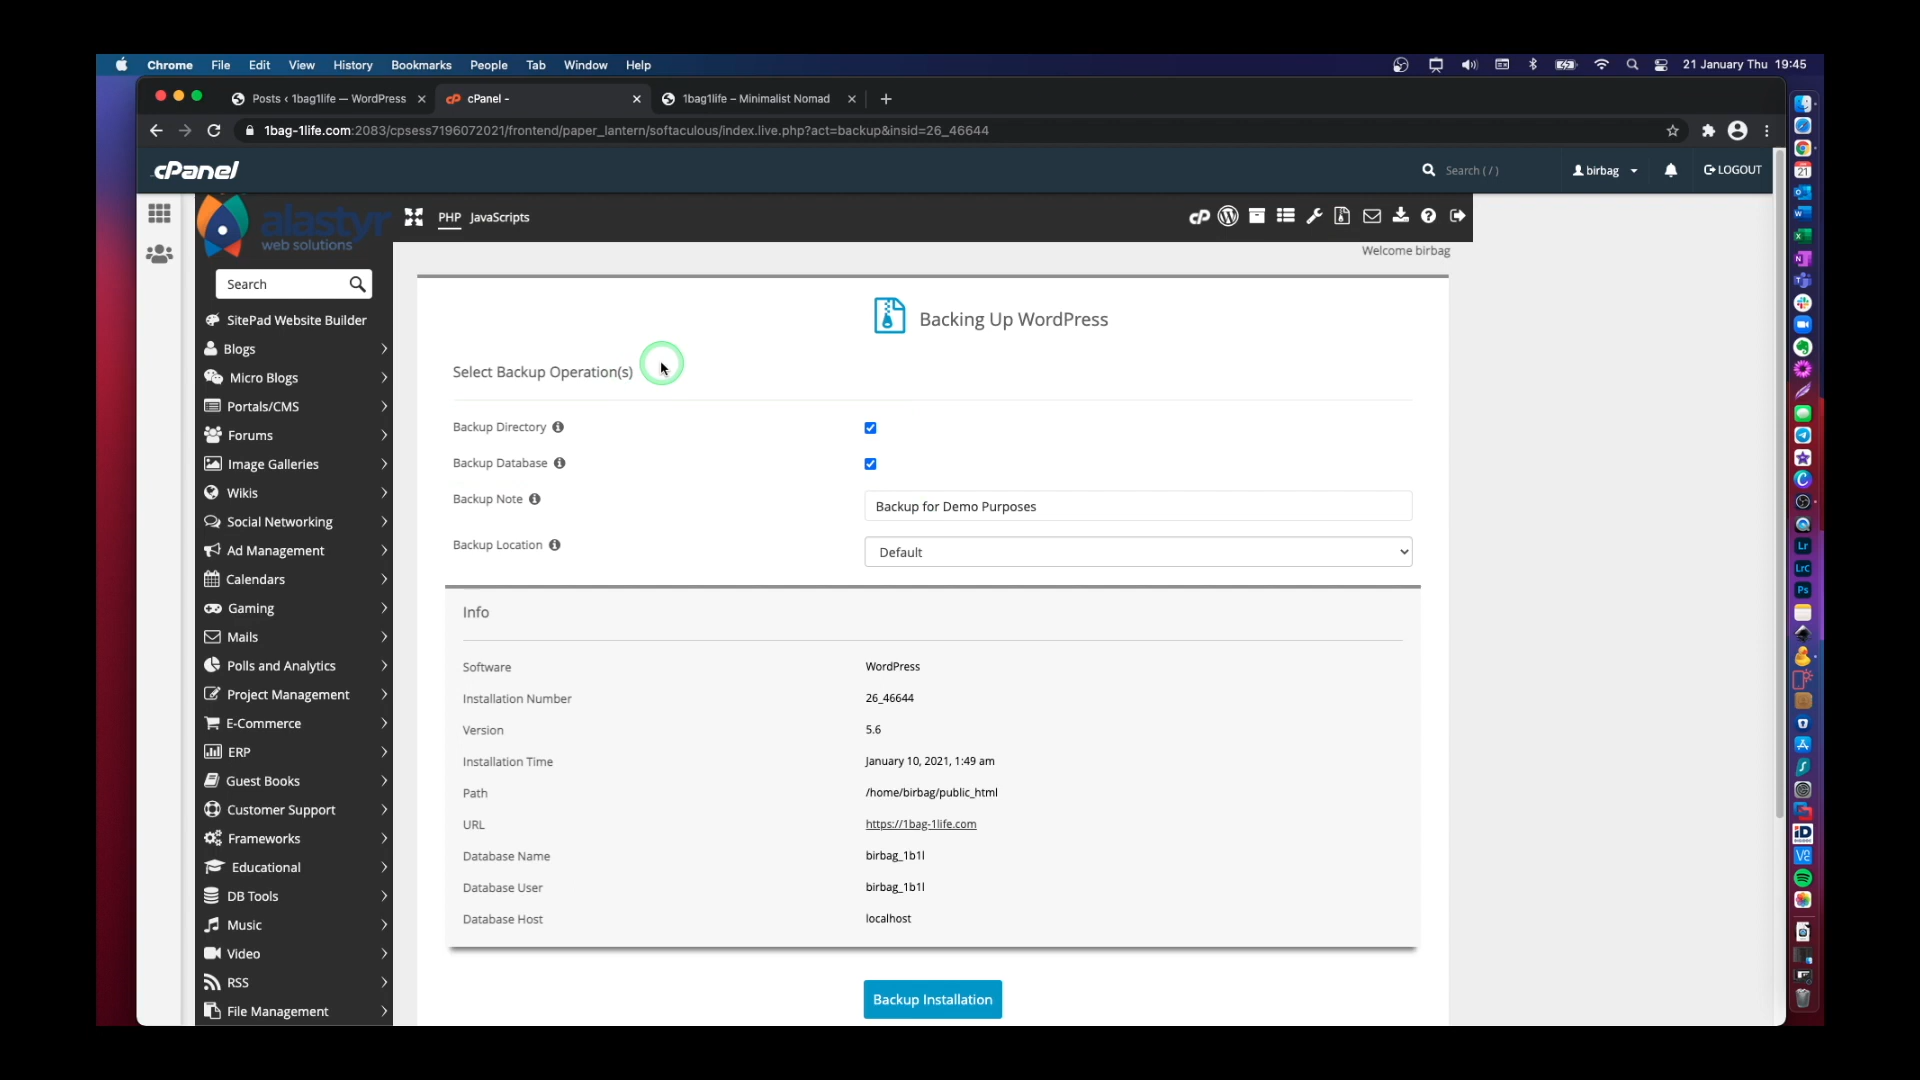 Chrome File Edit View History Bookmarks People Tab Window Help 21 January Thu 19:45
Posts ‹ 1bag1life — WordPress cPanel - 1bag1life – Minimalist Nomad
1bag-1life.com:2083/cpsess7196072021/frontend/paper_lantern/softaculous/index.live.php?act=backup&insid=26_46644
cPanel Search ( / ) birbag LOGOUT
alastyr
web solutions
PHP JavaScripts
Welcome birbag
Search
SitePad Website Builder
Blogs
Micro Blogs
Portals/CMS
Forums
Image Galleries
Wikis
Social Networking
Ad Management
Calendars
Gaming
Mails
Polls and Analytics
Project Management
E-Commerce
ERP
Guest Books
Customer Support
Frameworks
Educational
DB Tools
Music
Video
RSS
File Management
Backing Up WordPress
Select Backup Operation(s)
Backup Directory
Backup Database
Backup Note Backup for Demo Purposes
Backup Location Default
Info
Software WordPress
Installation Number 26_46644
Version 5.6
Installation Time January 10, 2021, 1:49 am
Path /home/birbag/public_html
URL https://1bag-1life.com
Database Name birbag_1b1l
Database User birbag_1b1l
Database Host localhost
Backup Installation